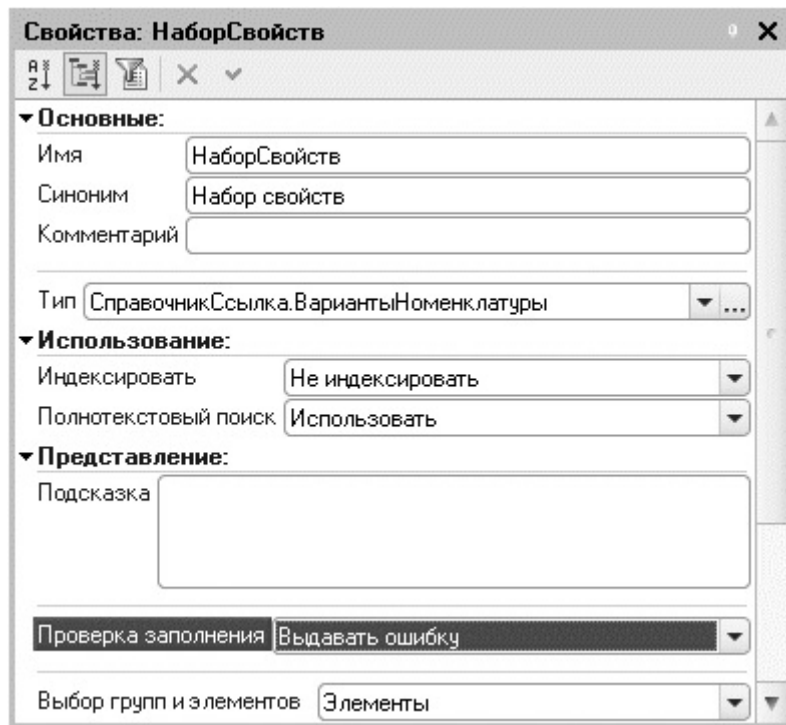 Свойства: НаборСвойств
Основные:
Имя НаборСвойств
Синоним Набор свойств
Комментарий
Тип СправочникСсылка.ВариантыНоменклатуры ...
Использование:
Индексировать Не индексировать
Полнотекстовый поиск Использовать
Представление:
Подсказка
Проверка заполнения Выдавать ошибку
Выбор групп и элементов Элементы